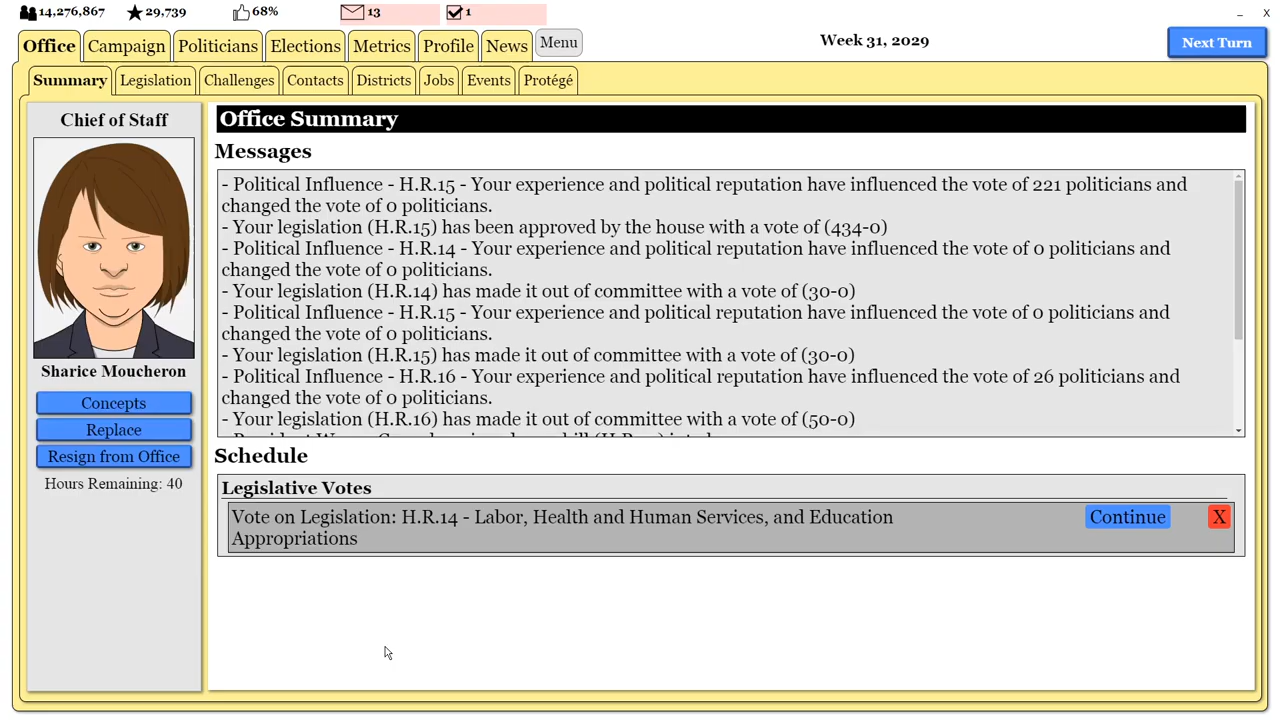 14,276,867 29,739 68% 13 1 _ X
Office Campaign Politicians Elections Metrics Profile News Menu Week 31, 2029 Next Turn
Summary Legislation Challenges Contacts Districts Jobs Events Protégé
Chief of Staff
Sharice Moucheron
Concepts
Replace
Resign from Office
Hours Remaining: 40
Office Summary
Messages
- Political Influence - H.R.15 - Your experience and political reputation have influenced the vote of 221 politicians and
changed the vote of 0 politicians.
- Your legislation (H.R.15) has been approved by the house with a vote of (434-0)
- Political Influence - H.R.14 - Your experience and political reputation have influenced the vote of 0 politicians and
changed the vote of 0 politicians.
- Your legislation (H.R.14) has made it out of committee with a vote of (30-0)
- Political Influence - H.R.15 - Your experience and political reputation have influenced the vote of 0 politicians and
changed the vote of 0 politicians.
- Your legislation (H.R.15) has made it out of committee with a vote of (30-0)
- Political Influence - H.R.16 - Your experience and political reputation have influenced the vote of 26 politicians and
changed the vote of 0 politicians.
- Your legislation (H.R.16) has made it out of committee with a vote of (50-0)
Schedule
Legislative Votes
Vote on Legislation: H.R.14 - Labor, Health and Human Services, and Education Continue X
Appropriations